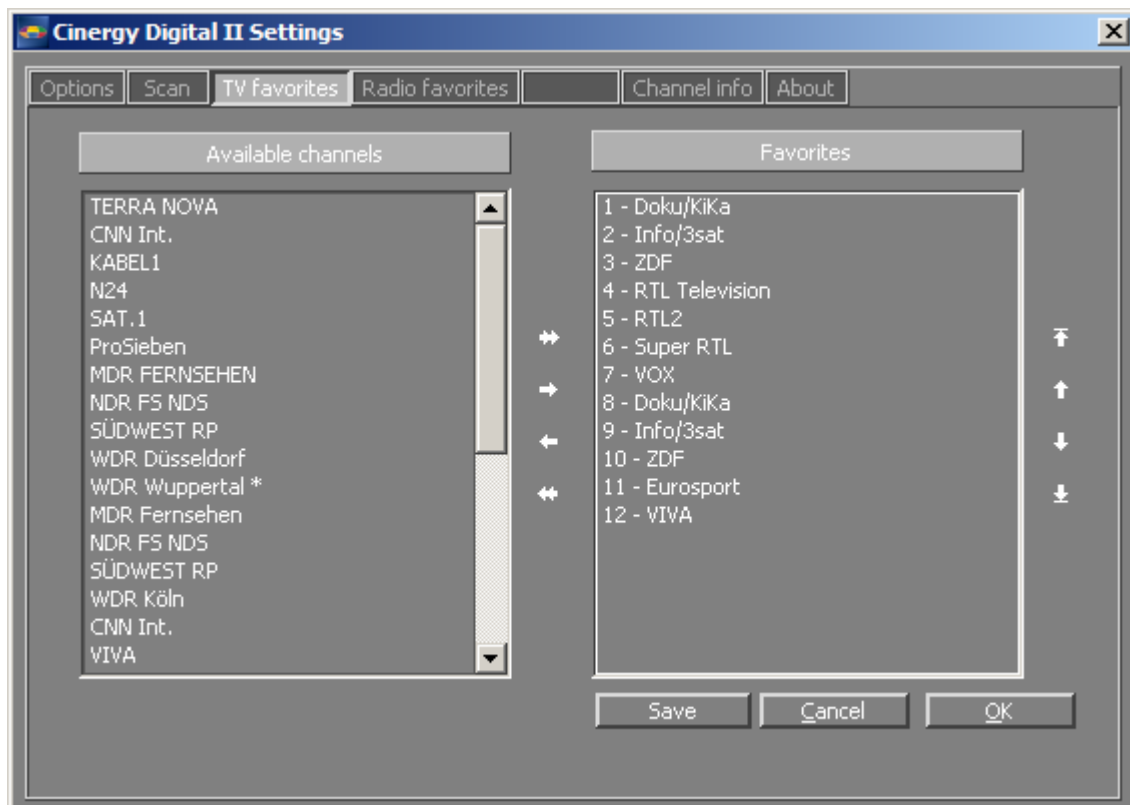 Cinergy Digital II Settings
Options Scan TV favorites Radio favorites Channel info About
Available channels
TERRA NOVA
CNN Int.
KABEL1
N24
SAT.1
ProSieben
MDR FERNSEHEN
NDR FS NDS
SÜDWEST RP
WDR Düsseldorf
WDR Wuppertal *
MDR Fernsehen
NDR FS NDS
SÜDWEST RP
WDR Köln
CNN Int.
VIVA
Favorites
1 - Doku/KiKa
2 - Info/3sat
3 - ZDF
4 - RTL Television
5 - RTL2
6 - Super RTL
7 - VOX
8 - Doku/KiKa
9 - Info/3sat
10 - ZDF
11 - Eurosport
12 - VIVA
Save Cancel OK